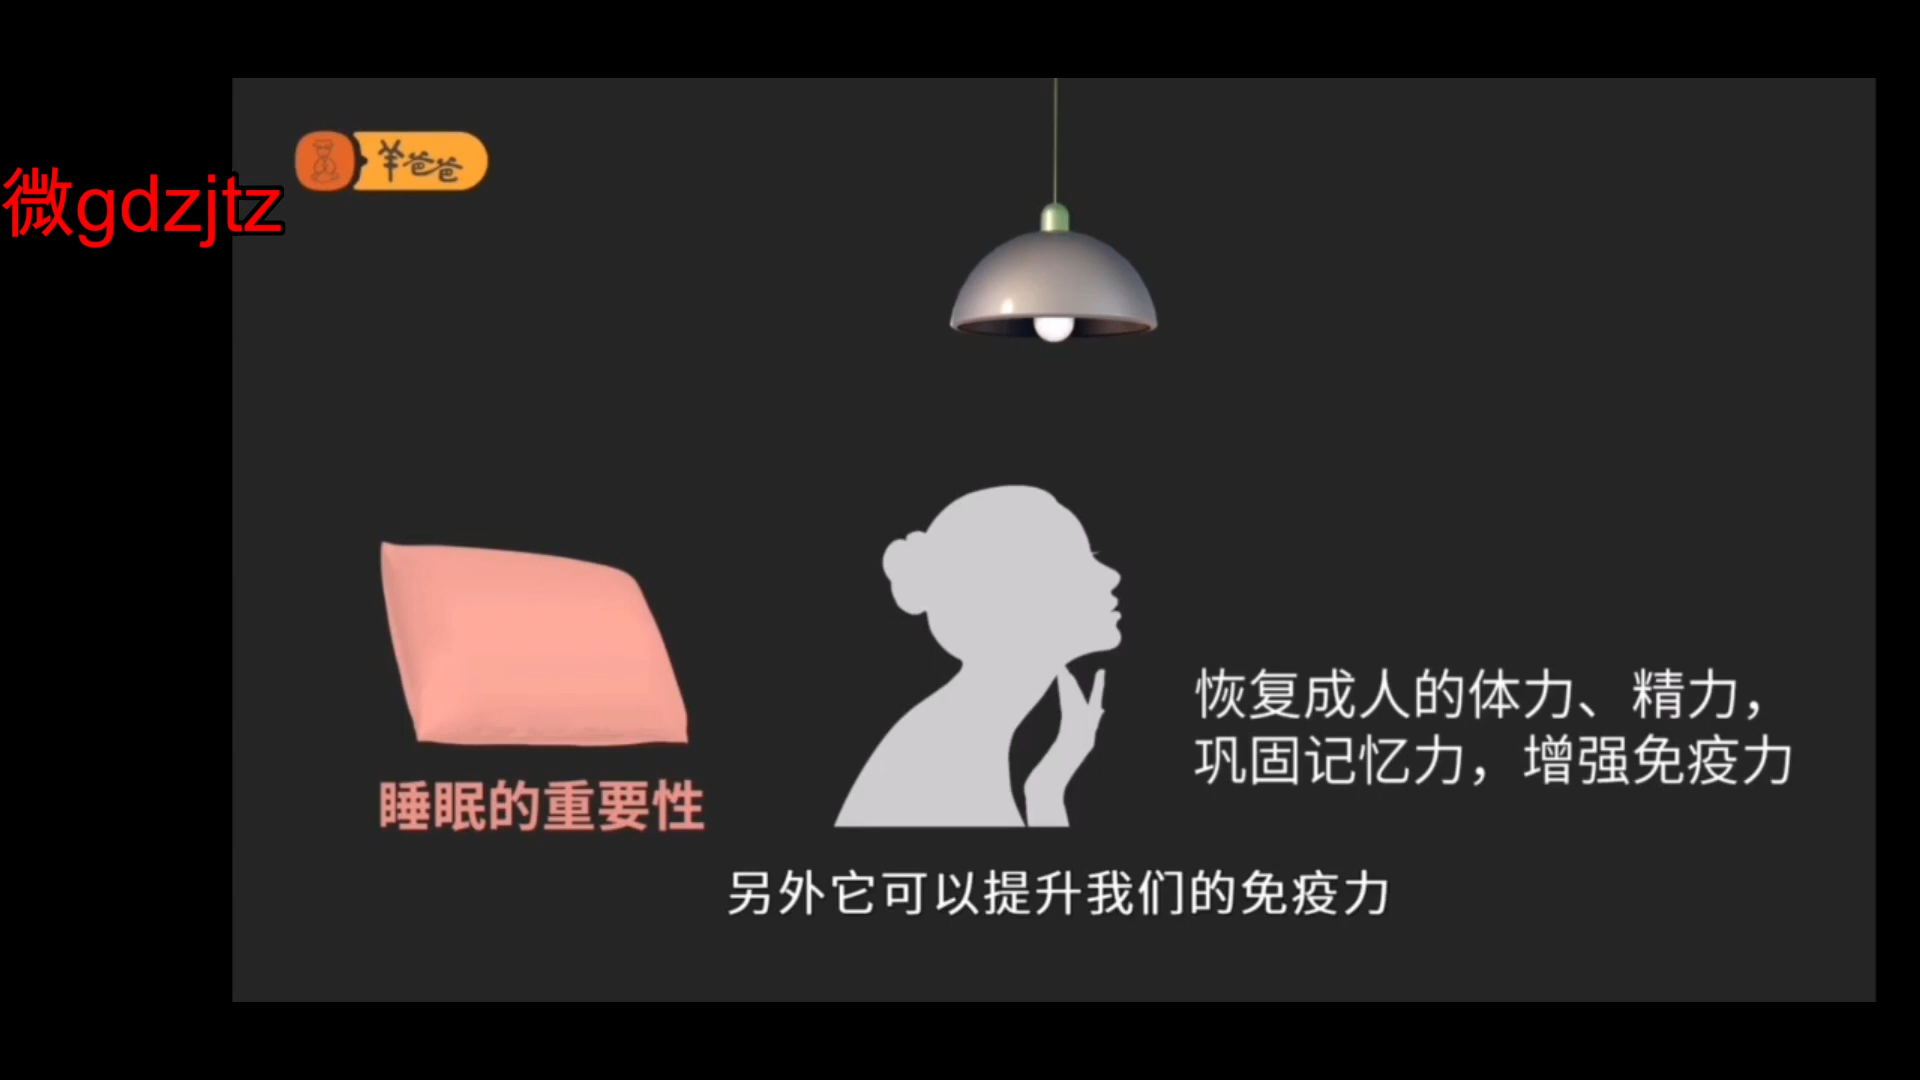 羊爸爸
微gdzjtz
恢复成人的体力、精力，
巩固记忆力，增强免疫力
睡眠的重要性
另外它可以提升我们的免疫力